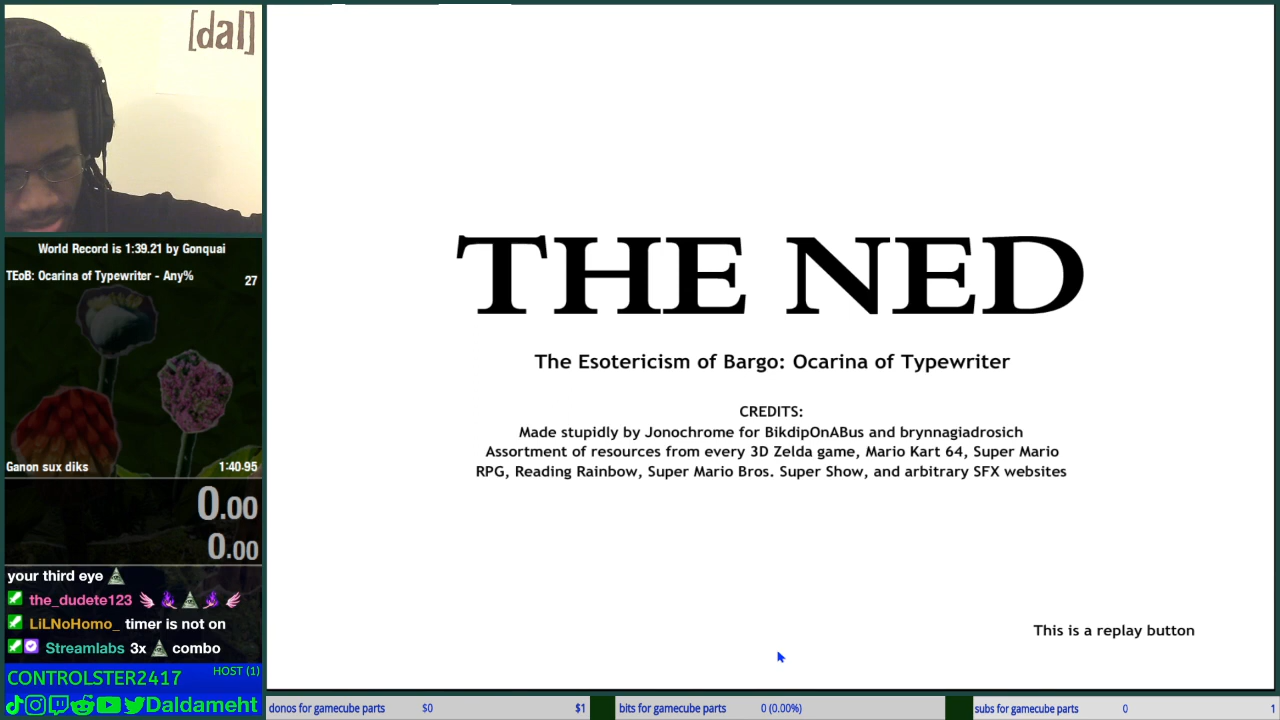 [dal]
World Record is 1:39.21 by Gonquai
TEoB: Ocarina of Typewriter - Any%
27
Ganon sux diks 1:40-95
0.00
0.00
your third eye
the_dudete123
LiLNoHomo_ timer is not on
Streamlabs 3x combo
CONTROLSTER2417 HOST (1)
Daldameht
THE NED
The Esotericism of Bargo: Ocarina of Typewriter
CREDITS:
Made stupidly by Jonochrome for BikdipOnABus and brynnagiadrosich
Assortment of resources from every 3D Zelda game, Mario Kart 64, Super Mario
RPG, Reading Rainbow, Super Mario Bros. Super Show, and arbitrary SFX websites
This is a replay button
donos for gamecube parts $0 $1
bits for gamecube parts 0 (0.00%)
subs for gamecube parts 0 1